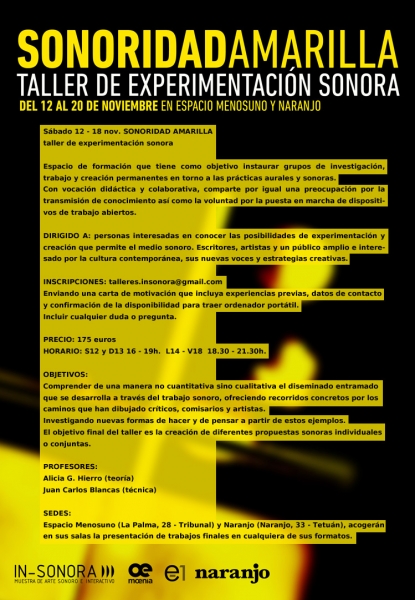 SONORIDADAMARILLA
TALLER DE EXPERIMENTACIÓN SONORA
DEL 12 AL 20 DE NOVIEMBRE EN ESPACIO MENOSUNO Y NARANJO
Sábado 12 - 18 nov. SONORIDAD AMARILLA
taller de experimentación sonora
Espacio de formación que tiene como objetivo instaurar grupos de investigación,
trabajo y creación permanentes en torno a las prácticas aurales y sonoras.
Con vocación didáctica y colaborativa, comparte por igual una preocupación por la
transmisión de conocimiento así como la voluntad por la puesta en marcha de dispositi-
vos de trabajo abiertos.
DIRIGIDO A: personas interesadas en conocer las posibilidades de experimentación y
creación que permite el medio sonoro. Escritores, artistas y un público amplio e intere-
sado por la cultura contemporánea, sus nuevas voces y estrategias creativas.
INSCRIPCIONES: talleres.insonora@gmail.com
Enviando una carta de motivación que incluya experiencias previas, datos de contacto
y confirmación de la disponibilidad para traer ordenador portátil.
Incluir cualquier duda o pregunta.
PRECIO: 175 euros
HORARIO: S12 y D13 16 - 19h. L14 - V18 18.30 - 21.30h.
OBJETIVOS:
Comprender de una manera no cuantitativa sino cualitativa el diseminado entramado
que se desarrolla a través del trabajo sonoro, ofreciendo recorridos concretos por los
caminos que han dibujado críticos, comisarios y artistas.
Investigando nuevas formas de hacer y de pensar a partir de estos ejemplos.
El objetivo final del taller es la creación de diferentes propuestas sonoras individuales
o conjuntas.
PROFESORES:
Alicia G. Hierro (teoría)
Juan Carlos Blancas (técnica)
SEDES:
Espacio Menosuno (La Palma, 28 - Tribunal) y Naranjo (Naranjo, 33 - Tetuán), acogerán
en sus salas la presentación de trabajos finales en cualquiera de sus formatos.
IN-SONORA )))
MUESTRA DE ARTE SONORO E INTERACTIVO
œ
mœnia
e1
naranjo